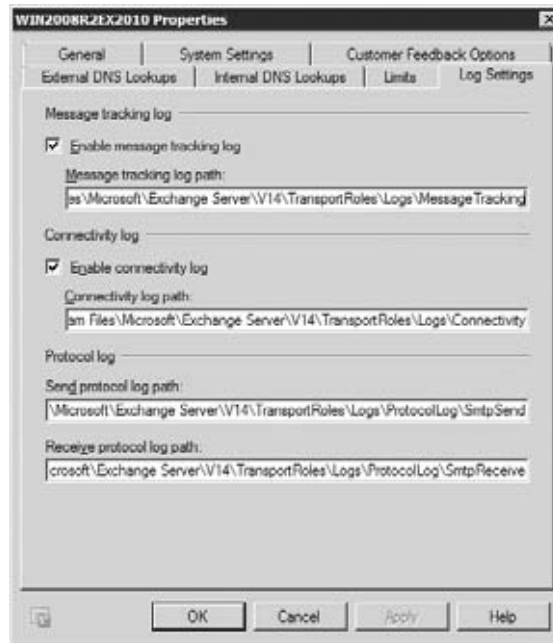 WIN2008R2EX2010 Properties
General
System Settings
Customer Feedback Options
External DNS Lookups
Internal DNS Lookups
Limits
Log Settings
Message tracking log
Enable message tracking log
Message tracking log path:
es\Microsoft\Exchange Server\V14\TransportRoles\Logs\MessageTracking
Connectivity log
Enable connectivity log
Connectivity log path:
am Files\Microsoft\Exchange Server\V14\TransportRoles\Logs\Connectivity
Protocol log
Send protocol log path:
\Microsoft\Exchange Server\V14\TransportRoles\Logs\ProtocolLog\SmtpSend
Receive protocol log path:
crosoft\Exchange Server\V14\TransportRoles\Logs\ProtocolLog\SmtpReceive
OK
Cancel
Apply
Help